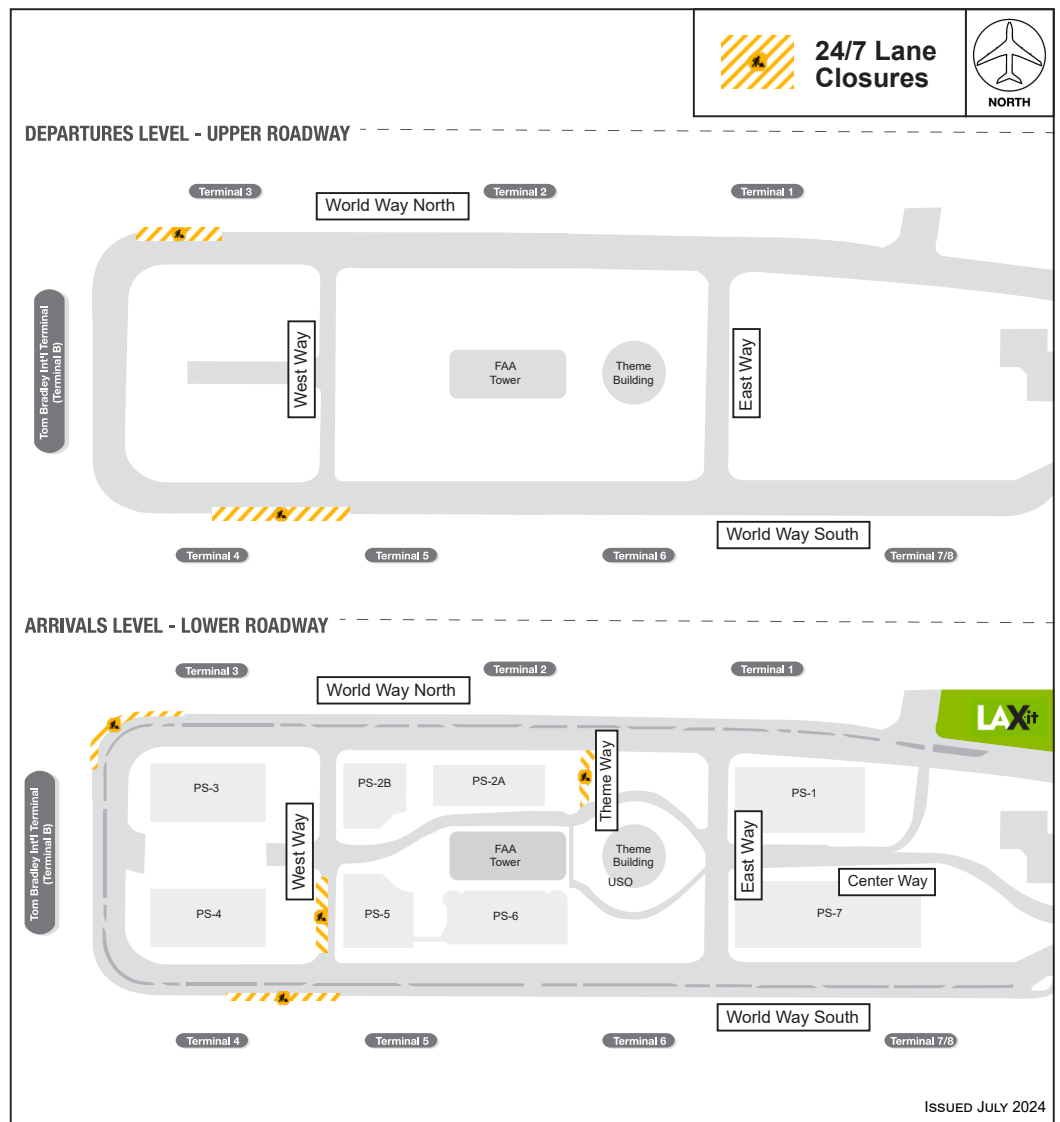 24/7 Lane
Closures
NORTH
DEPARTURES LEVEL - UPPER ROADWAY
Terminal 3
Terminal 2
Terminal 1
World Way North
Tom Bradley Int'l Terminal
(Terminal B)
West Way
FAA
Tower
Theme
Building
East Way
World Way South
Terminal 4
Terminal 5
Terminal 6
Terminal 7/8
ARRIVALS LEVEL - LOWER ROADWAY
Terminal 3
Terminal 2
Terminal 1
World Way North
LAXit
Tom Bradley Int'l Terminal
(Terminal B)
PS-3
PS-2B
PS-2A
Theme Way
PS-1
West Way
FAA
Tower
Theme
Building
USO
East Way
Center Way
PS-4
PS-5
PS-6
PS-7
World Way South
Terminal 4
Terminal 5
Terminal 6
Terminal 7/8
ISSUED JULY 2024